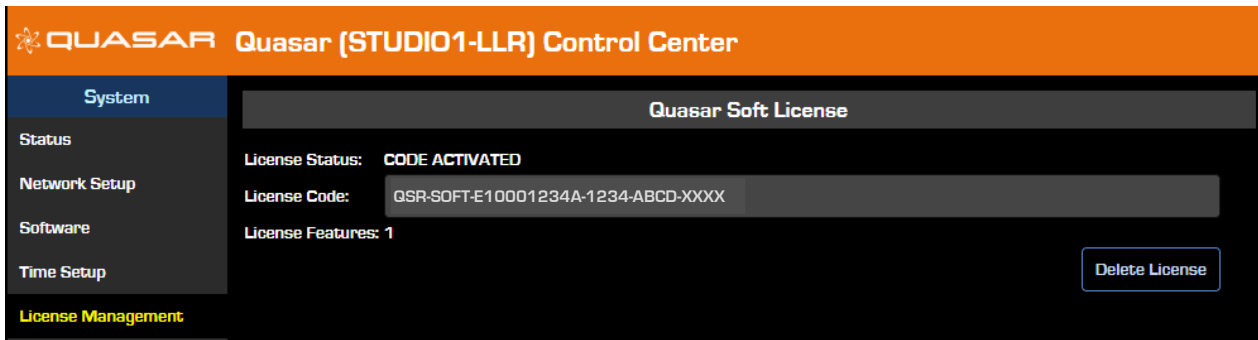 QUASAR Quasar (STUDIO1-LLR) Control Center
System
Status
Network Setup
Software
Time Setup
License Management
Quasar Soft License
License Status: CODE ACTIVATED
License Code: QSR-SOFT-E10001234A-1234-ABCD-XXXX
License Features: 1
Delete License